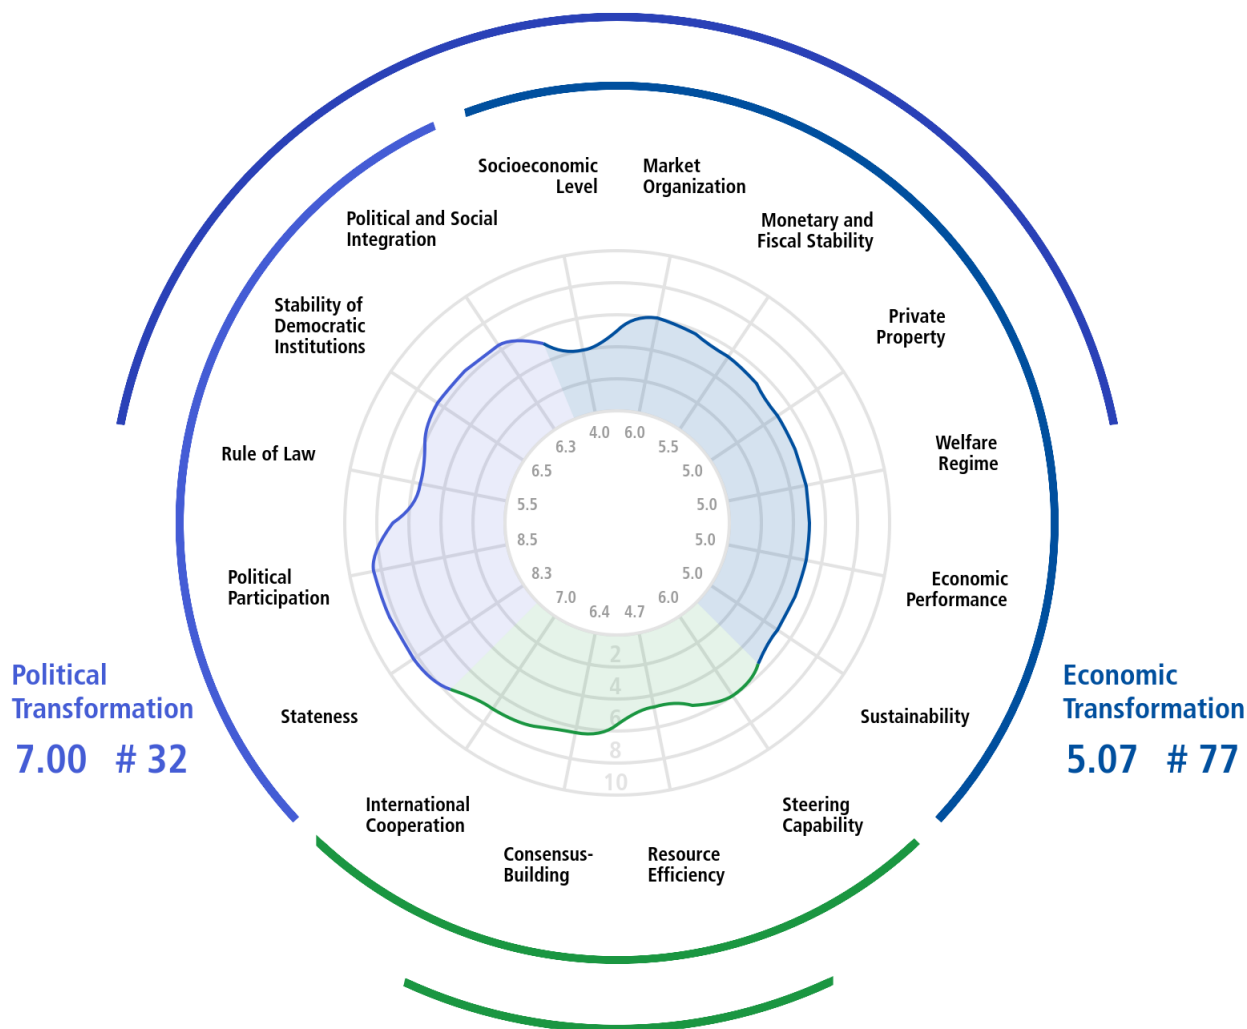 Socioeconomic
Level
Market
Organization
Political and Social
Integration
Monetary and
Fiscal Stability
Stability of
Democratic
Institutions
Private
Property
Rule of Law
Welfare
Regime
Political
Participation
Economic
Performance
Stateness
Sustainability
International
Cooperation
Steering
Capability
Consensus-
Building
Resource
Efficiency
4.0
6.0
6.3
5.5
6.5
5.0
5.5
5.0
8.5
5.0
8.3
5.0
7.0
6.0
6.4
4.7
2
4
6
8
10
Political
Transformation
7.00 # 32
Economic
Transformation
5.07 # 77